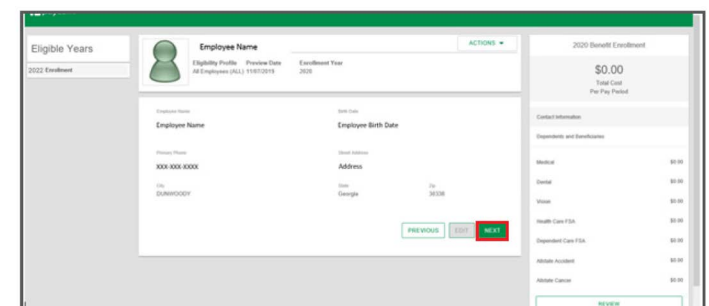 Eligible Years
2022 Enrollment
Employee Name
ACTIONS
Eligibility Profile Preview Date Enrollment Year
All Employees (ALL) 11/07/2019 2020
Employee Name Birth Date
Employee Name Employee Birth Date
Primary Phone Street Address
XXX-XXX-XXXX Address
City State Zip
DUNWOODY Georgia 30338
PREVIOUS EDIT NEXT
2020 Benefit Enrollment
$0.00
Total Cost
Per Pay Period
Contact Information
Dependents and Beneficiaries
Medical $0.00
Dental $0.00
Vision $0.00
Health Care FSA $0.00
Dependent Care FSA $0.00
Allstate Accident $0.00
Allstate Cancer $0.00
REVIEW